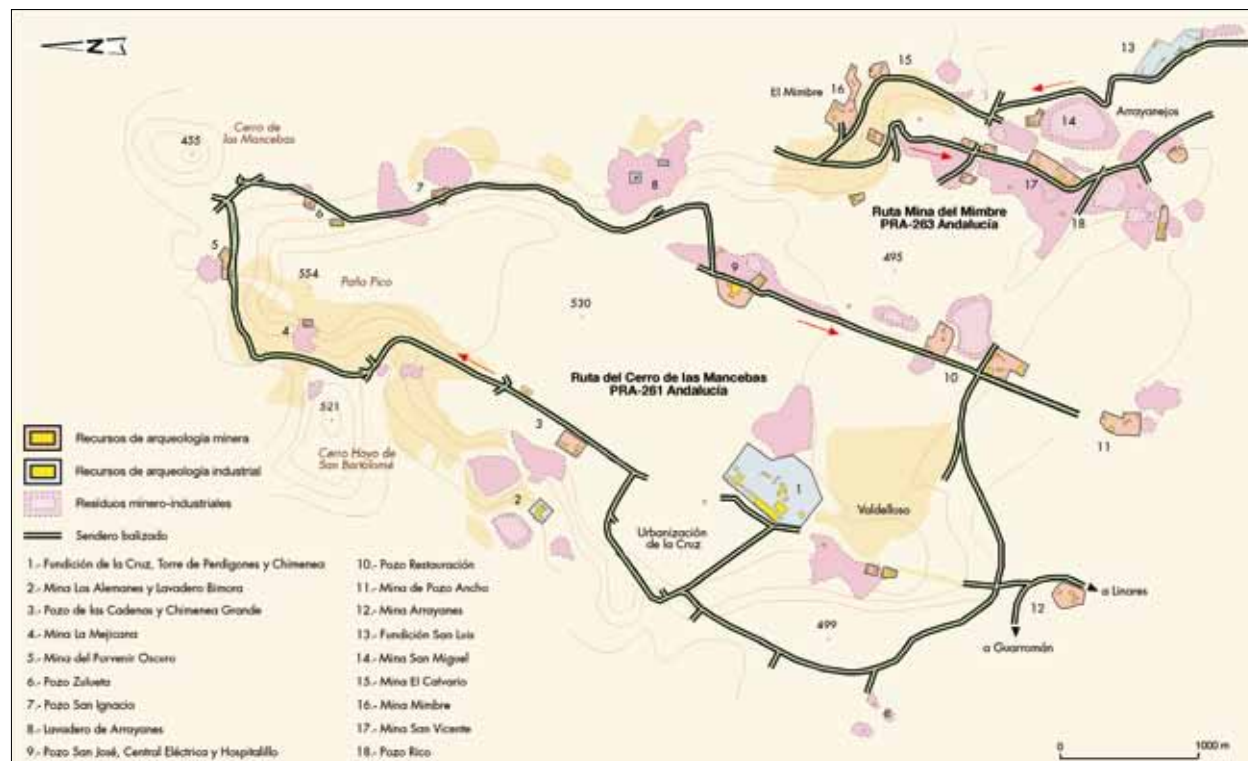 N
455
Cerro de
las Mancebas
El Mimbre
16
15
13
14
Arrayanejos
17
18
Ruta Mina del Mimbre
PRA-263 Andalucía
495
7
8
6
5
554
Paño Pico
530
9
4
Ruta del Cerro de las Mancebas
PRA-261 Andalucía
10
11
521
Cerro Hoyo de
San Bartolomé
3
2
1
Urbanización
de la Cruz
Valdelloso
499
12
a Linares
a Guarromán
Recursos de arqueología minera
Recursos de arqueología industrial
Residuos minero-industriales
Sendero balizado
1.- Fundición de la Cruz, Torre de Perdigones y Chimenea
2.- Mina Los Alemanes y Lavadero Bimora
3.- Pozo de las Cadenas y Chimenea Grande
4.- Mina La Mejicana
5.- Mina del Porvenir Oscuro
6.- Pozo Zulueta
7.- Pozo San Ignacio
8.- Lavadero de Arrayanes
9.- Pozo San José, Central Eléctrica y Hospitalillo
10.- Pozo Restauración
11.- Mina de Pozo Ancho
12.- Mina Arrayanes
13.- Fundición San Luis
14.- Mina San Miguel
15.- Mina El Calvario
16.- Mina Mimbre
17.- Mina San Vicente
18.- Pozo Rico
0 1000 m